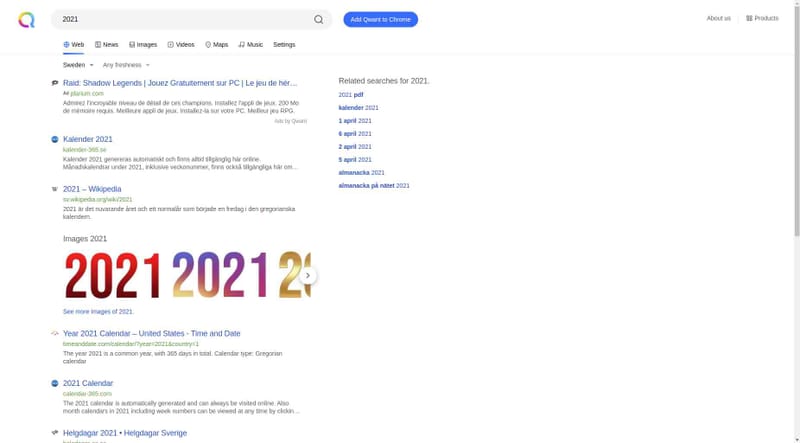 2021
Add Qwant to Chrome
About us
Products
Web
News
Images
Videos
Maps
Music
Settings
Sweden
Any freshness
Raid: Shadow Legends | Jouez Gratuitement sur PC | Le jeu de hér…
Ad plarium.com
Admirez l'incroyable niveau de détail de ces champions. Installez l'appli de jeux. 200 Mo
de mémoire requis. Meilleure appli de jeux. Installez-la sur votre PC. Meilleur jeu RPG.
Ads by Qwant
Kalender 2021
kalender-365.se
Kalender 2021 genereras automatiskt och finns alltid tillgänglig här online.
Månadskalendrar under 2021, inklusive veckonummer, finns också tillgängliga här om…
2021 – Wikipedia
sv.wikipedia.org/wiki/2021
2021 är det nuvarande året och ett normalår som började en fredag i den gregorianska
kalendern.
Images 2021
2021
2021
See more images of 2021.
Year 2021 Calendar – United States - Time and Date
timeanddate.com/calendar/?year=2021&country=1
The year 2021 is a common year, with 365 days in total. Calendar type: Gregorian
calendar
2021 Calendar
calendar-365.com
The 2021 calendar is automatically generated and can always be visited online. Also
month calendars in 2021 including week numbers can be viewed at any time by clickin…
Helgdagar 2021 • Helgdagar Sverige
Related searches for 2021.
2021 pdf
kalender 2021
1 april 2021
6 april 2021
2 april 2021
5 april 2021
almanacka 2021
almanacka på nätet 2021